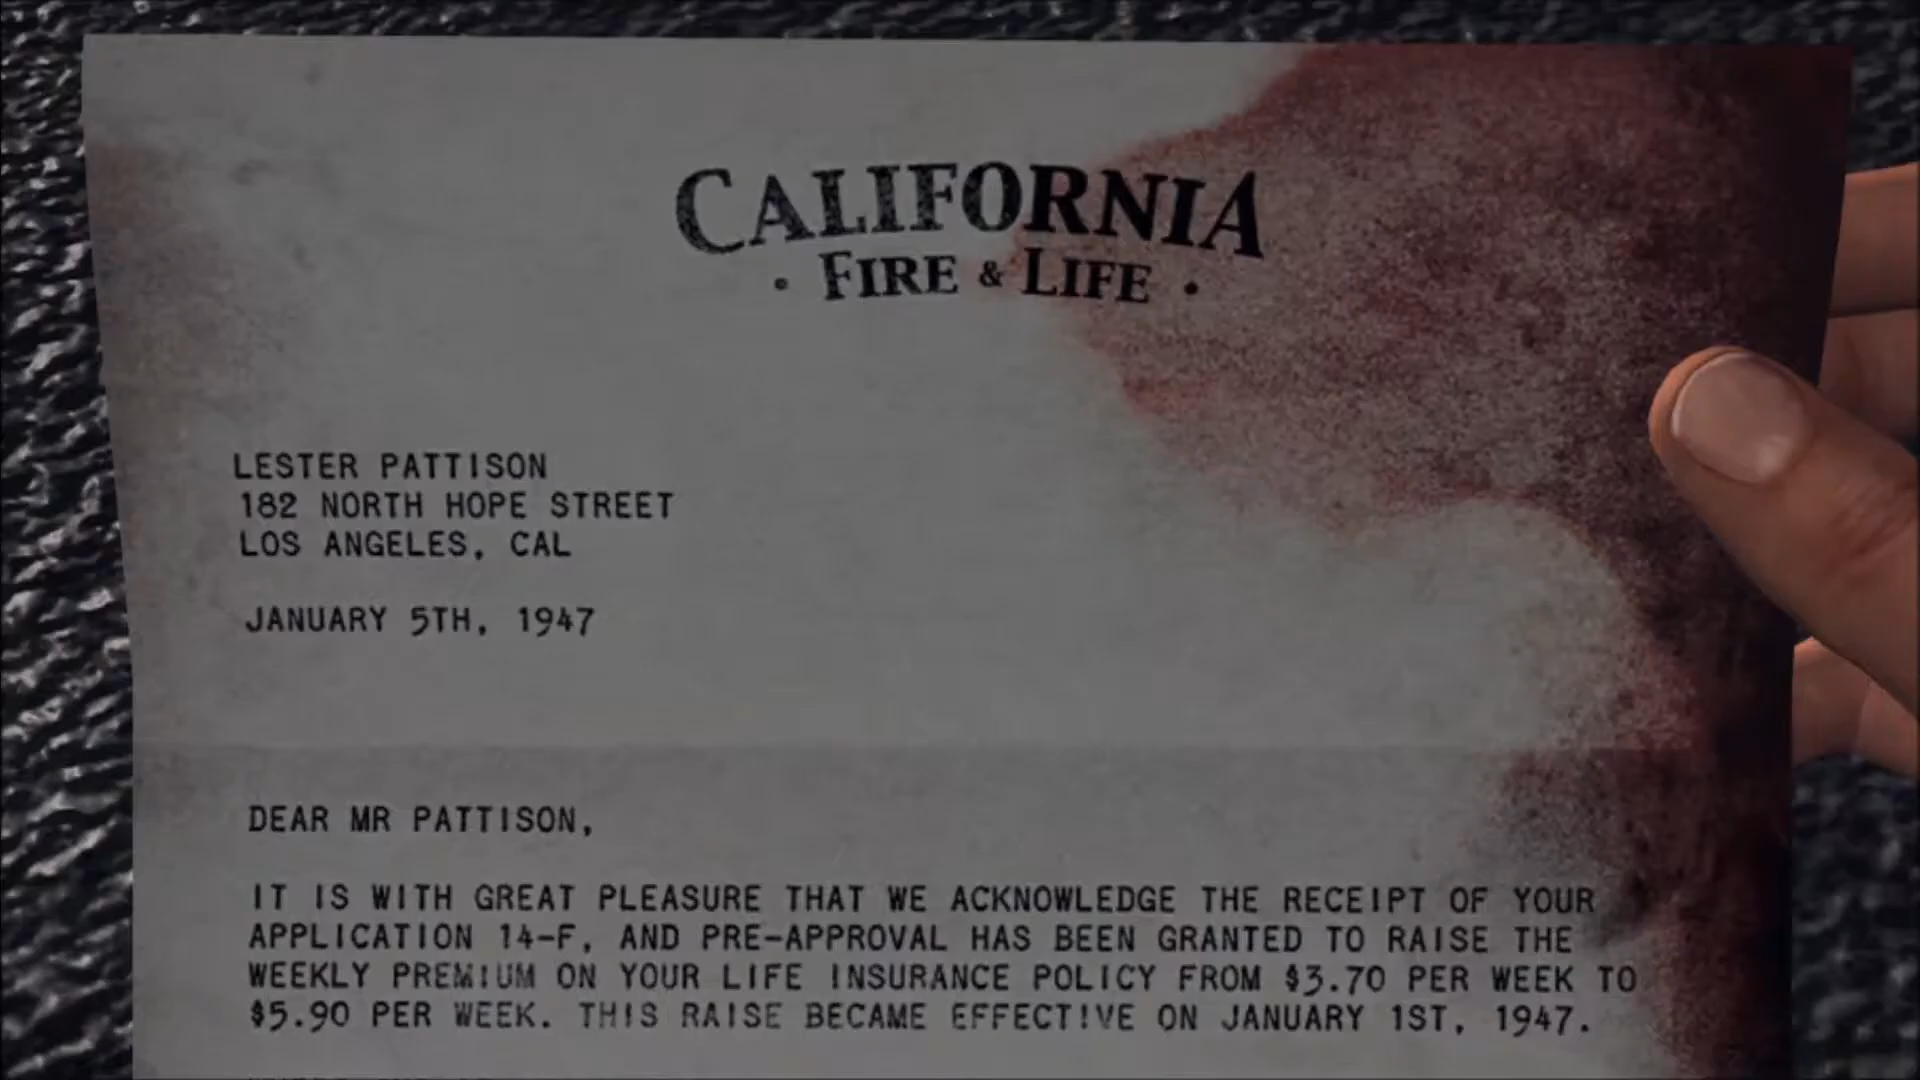 CALIFORNIA
· FIRE & LIFE ·
LESTER PATTISON
182 NORTH HOPE STREET
LOS ANGELES, CAL
JANUARY 5TH, 1947
DEAR MR PATTISON,
IT IS WITH GREAT PLEASURE THAT WE ACKNOWLEDGE THE RECEIPT OF YOUR
APPLICATION 14-F, AND PRE-APPROVAL HAS BEEN GRANTED TO RAISE THE
WEEKLY PREMIUM ON YOUR LIFE INSURANCE POLICY FROM $3.70 PER WEEK TO
$5.90 PER WEEK. THIS RAISE BECAME EFFECTIVE ON JANUARY 1ST, 1947.